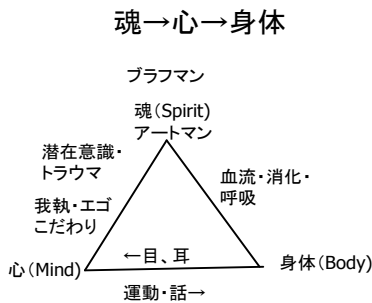 魂→心→身体
ブラフマン
魂(Spirit)
アートマン
潜在意識・
トラウマ
血流・消化・
呼吸
我執・エゴ
こだわり
←目、耳
心(Mind)
身体(Body)
運動・話→